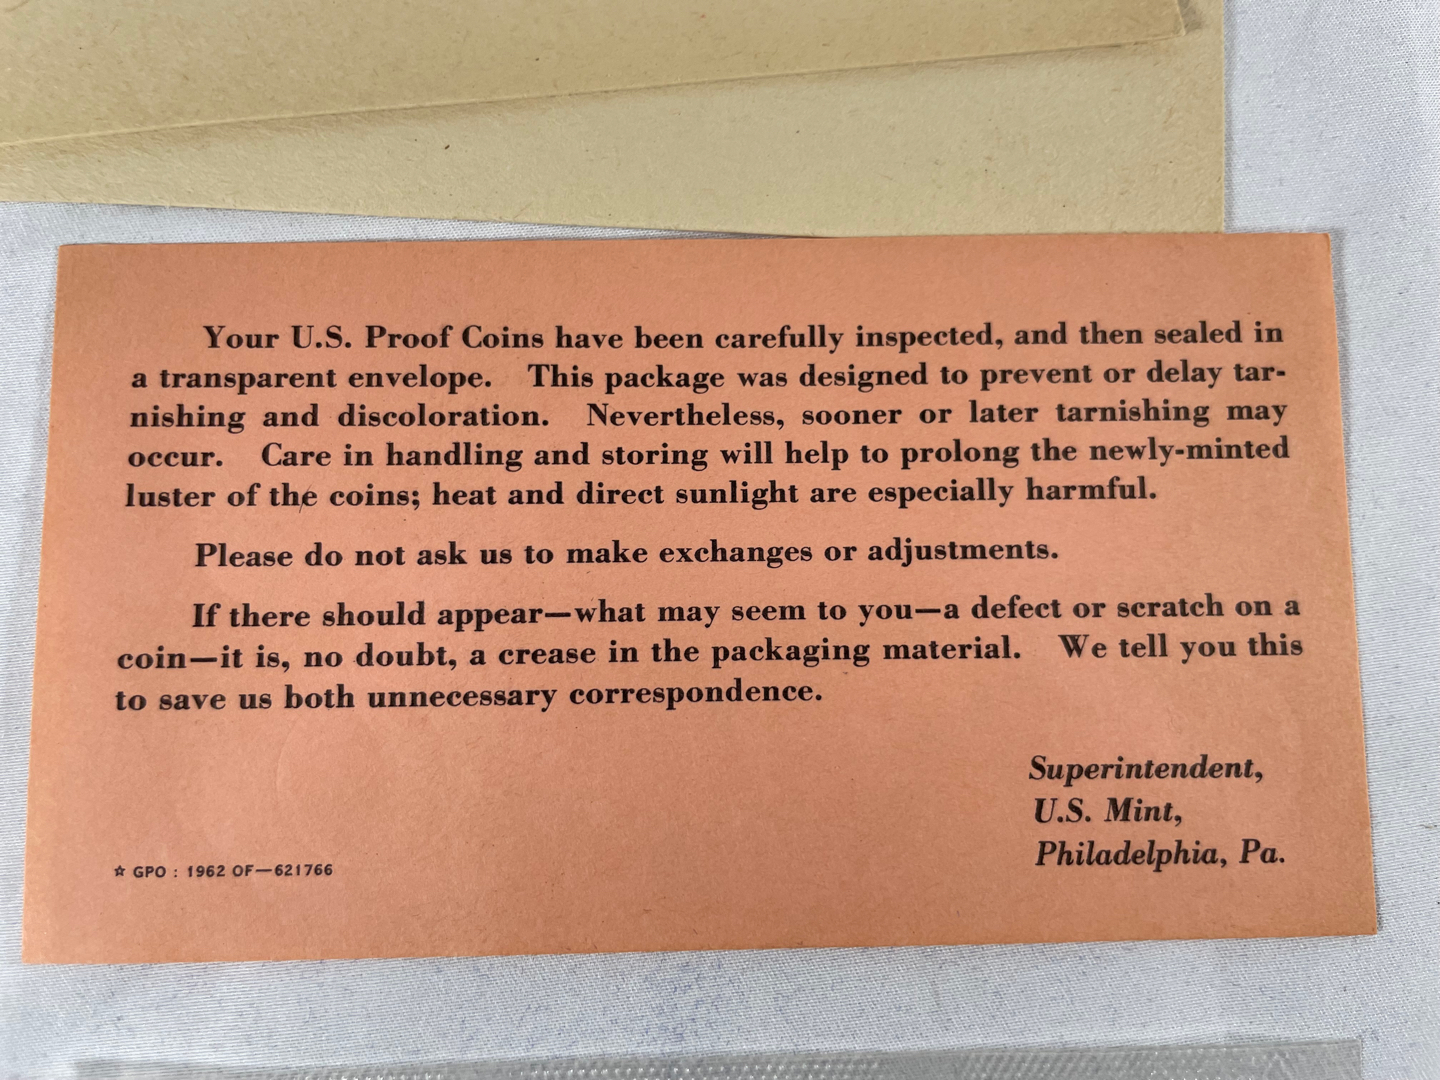 Your U.S. Proof Coins have been carefully inspected, and then sealed in
a transparent envelope. This package was designed to prevent or delay tar-
nishing and discoloration. Nevertheless, sooner or later tarnishing may
occur. Care in handling and storing will help to prolong the newly-minted
luster of the coins; heat and direct sunlight are especially harmful.
Please do not ask us to make exchanges or adjustments.
If there should appear—what may seem to you—a defect or scratch on a
coin—it is, no doubt, a crease in the packaging material. We tell you this
to save us both unnecessary correspondence.
Superintendent,
U.S. Mint,
Philadelphia, Pa.
☆ GPO : 1962 OF—621766